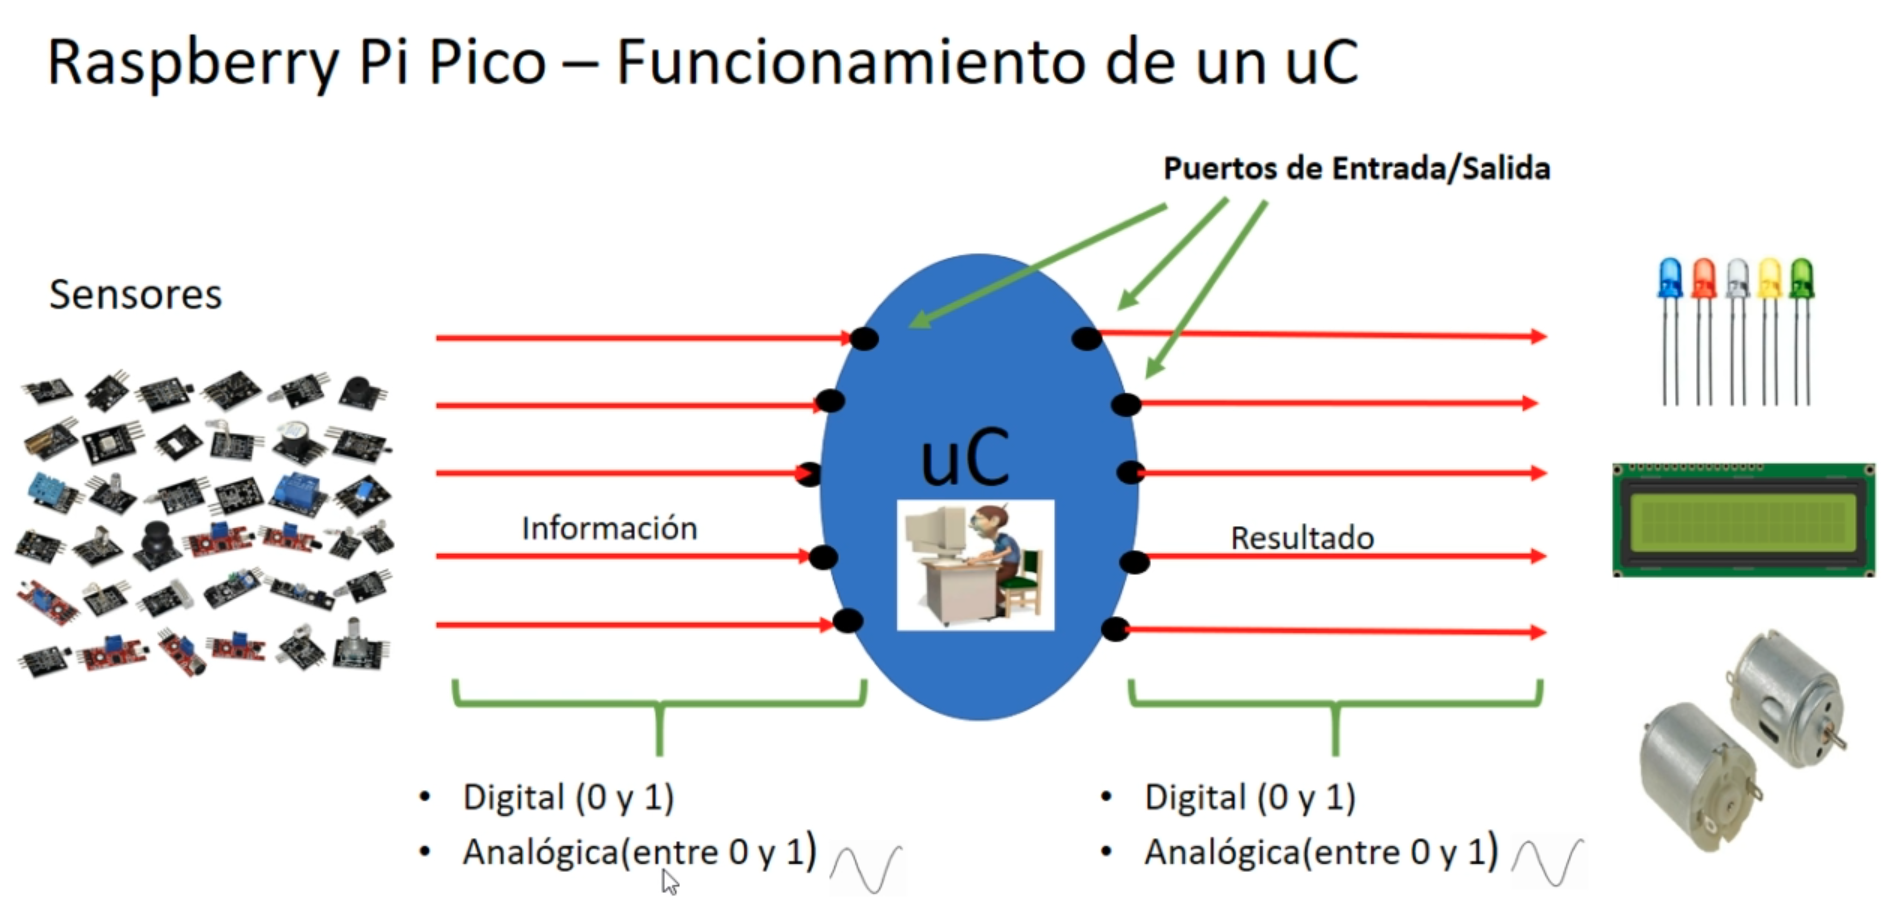 Raspberry Pi Pico – Funcionamiento de un uC
Puertos de Entrada/Salida
Sensores
uC
Información
Resultado
• Digital (0 y 1)
• Analógica(entre 0 y 1)
• Digital (0 y 1)
• Analógica(entre 0 y 1)